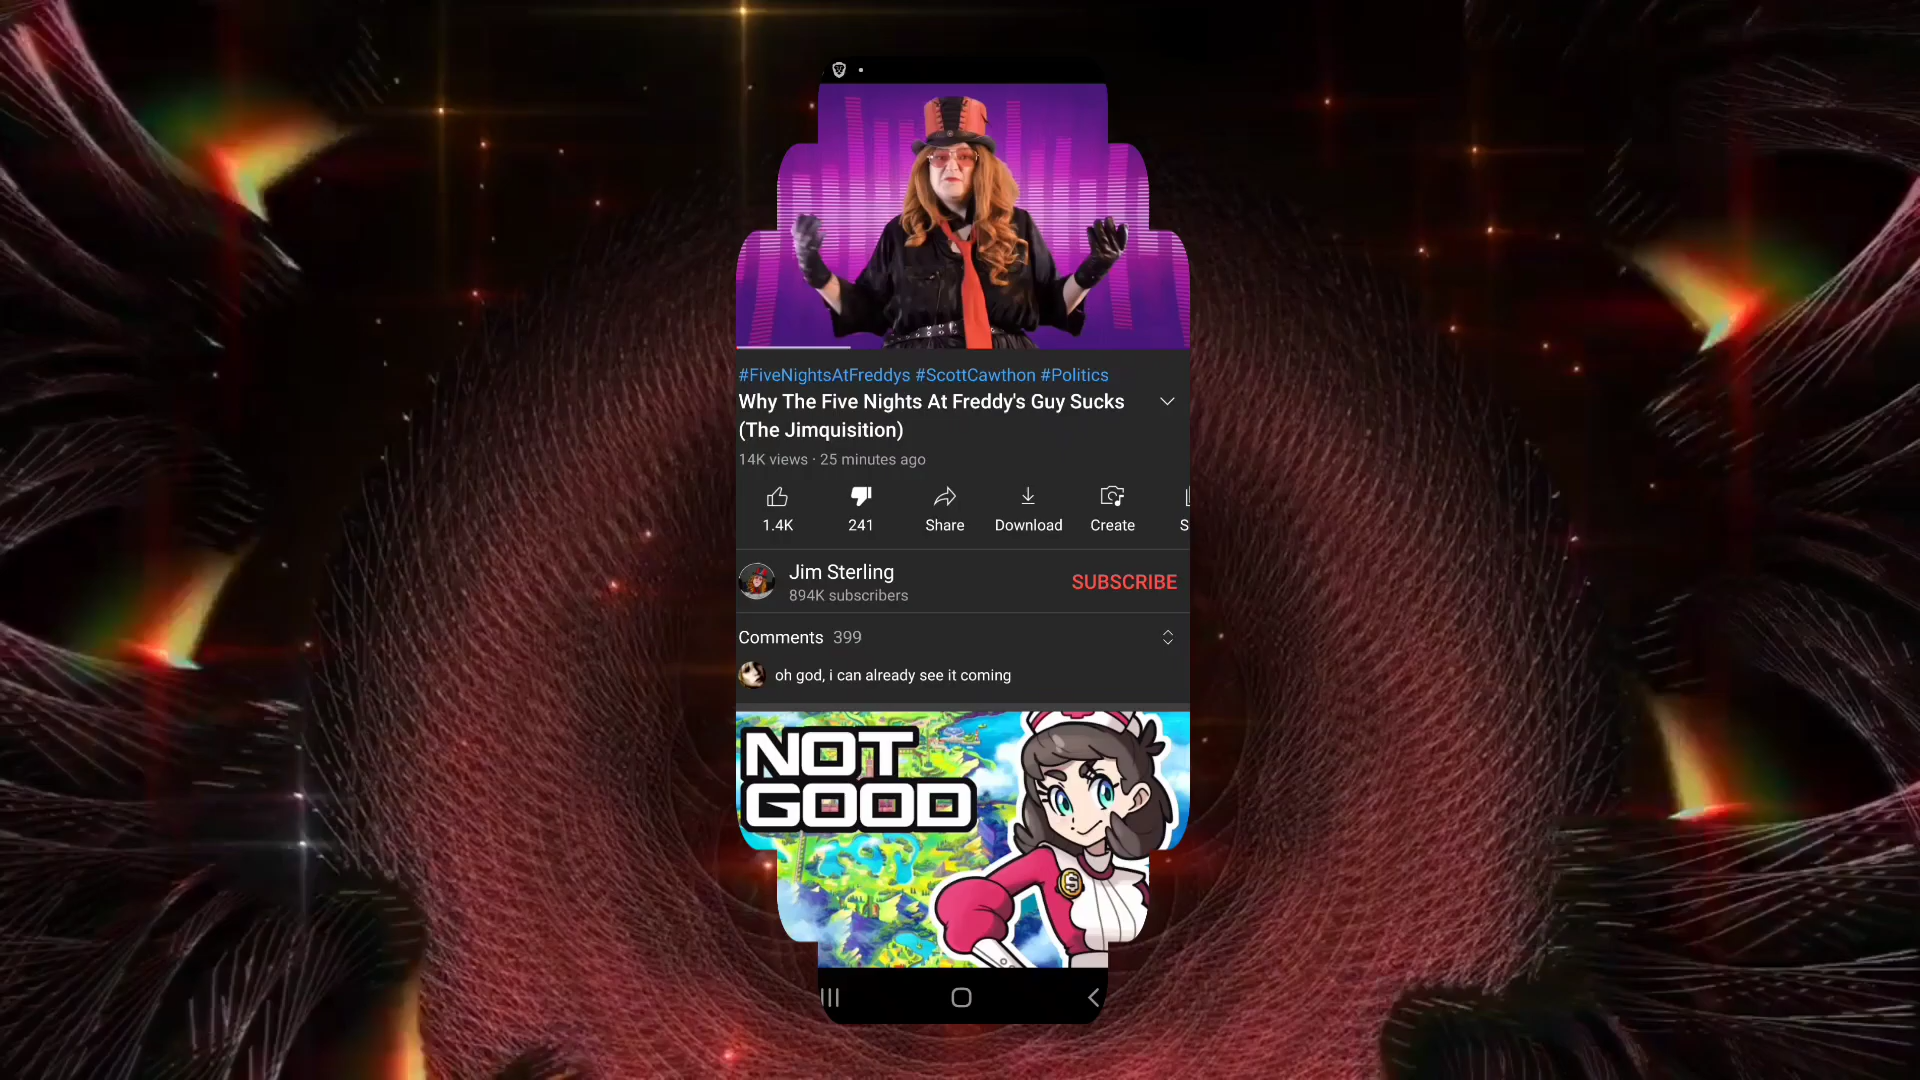 #FiveNightsAtFreddys #ScottCawthon #Politics
Why The Five Nights At Freddy's Guy Sucks
(The Jimquisition)
14K views · 25 minutes ago
1.4K 241 Share Download Create S
Jim Sterling
894K subscribers
SUBSCRIBE
Comments 399
oh god, i can already see it coming
NOT
GOOD
S